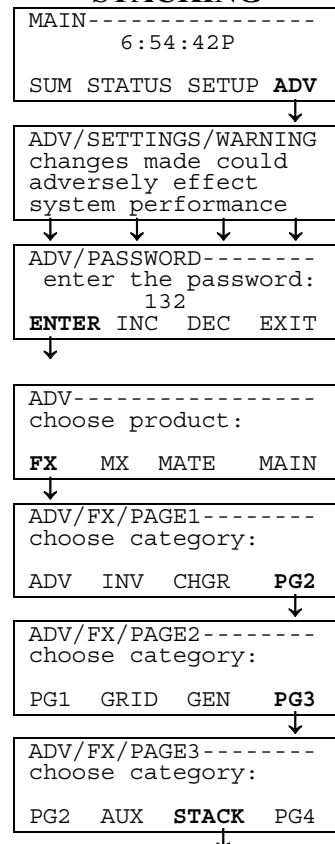 STACKING
MAIN-----------------
6:54:42P
SUM STATUS SETUP ADV
ADV/SETTINGS/WARNING
changes made could
adversely effect
system performance
ADV/PASSWORD--------
enter the password:
132
ENTER INC DEC EXIT
ADV-----------------
choose product:
FX MX MATE MAIN
ADV/FX/PAGE1--------
choose category:
ADV INV CHGR PG2
ADV/FX/PAGE2--------
choose category:
PG1 GRID GEN PG3
ADV/FX/PAGE3--------
choose category:
PG2 AUX STACK PG4